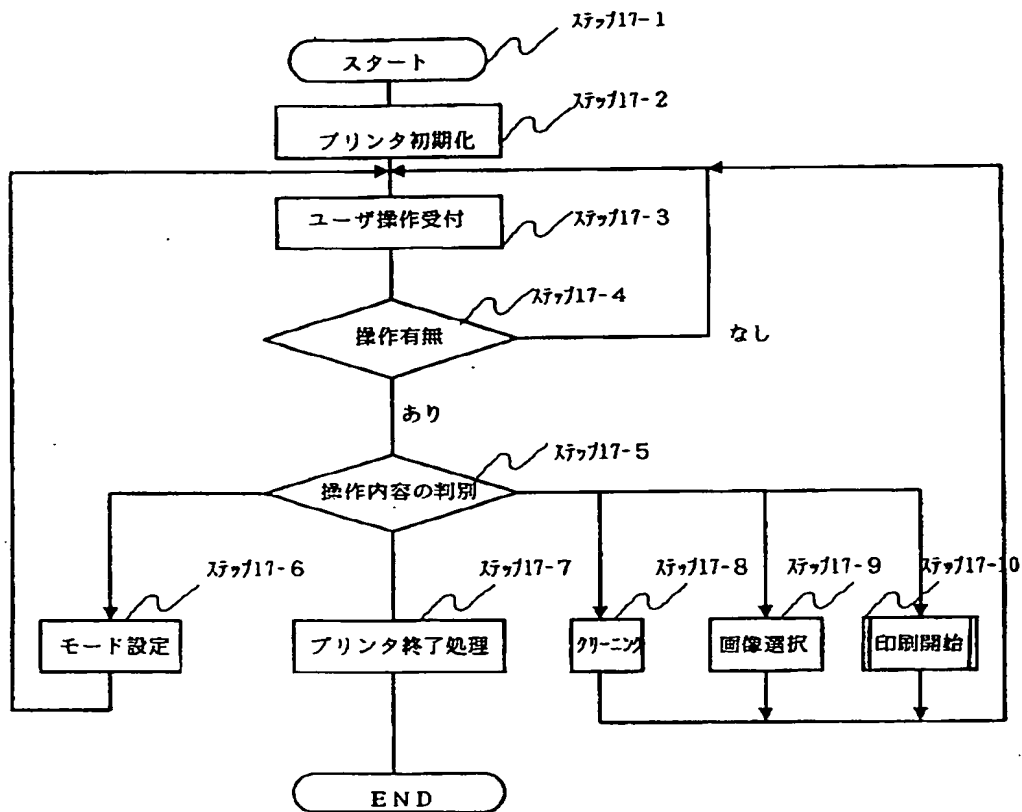 ｽﾃｯﾌﾟ17-1
スタート
ｽﾃｯﾌﾟ17-2
プリンタ初期化
ユーザ操作受付
ｽﾃｯﾌﾟ17-3
ｽﾃｯﾌﾟ17-4
操作有無
なし
あり
ｽﾃｯﾌﾟ17-5
操作内容の判別
ｽﾃｯﾌﾟ17-6
ｽﾃｯﾌﾟ17-7
ｽﾃｯﾌﾟ17-8
ｽﾃｯﾌﾟ17-9
ｽﾃｯﾌﾟ17-10
モード設定
プリンタ終了処理
ｸﾘｰﾆﾝｸﾞ
画像選択
印刷開始
END